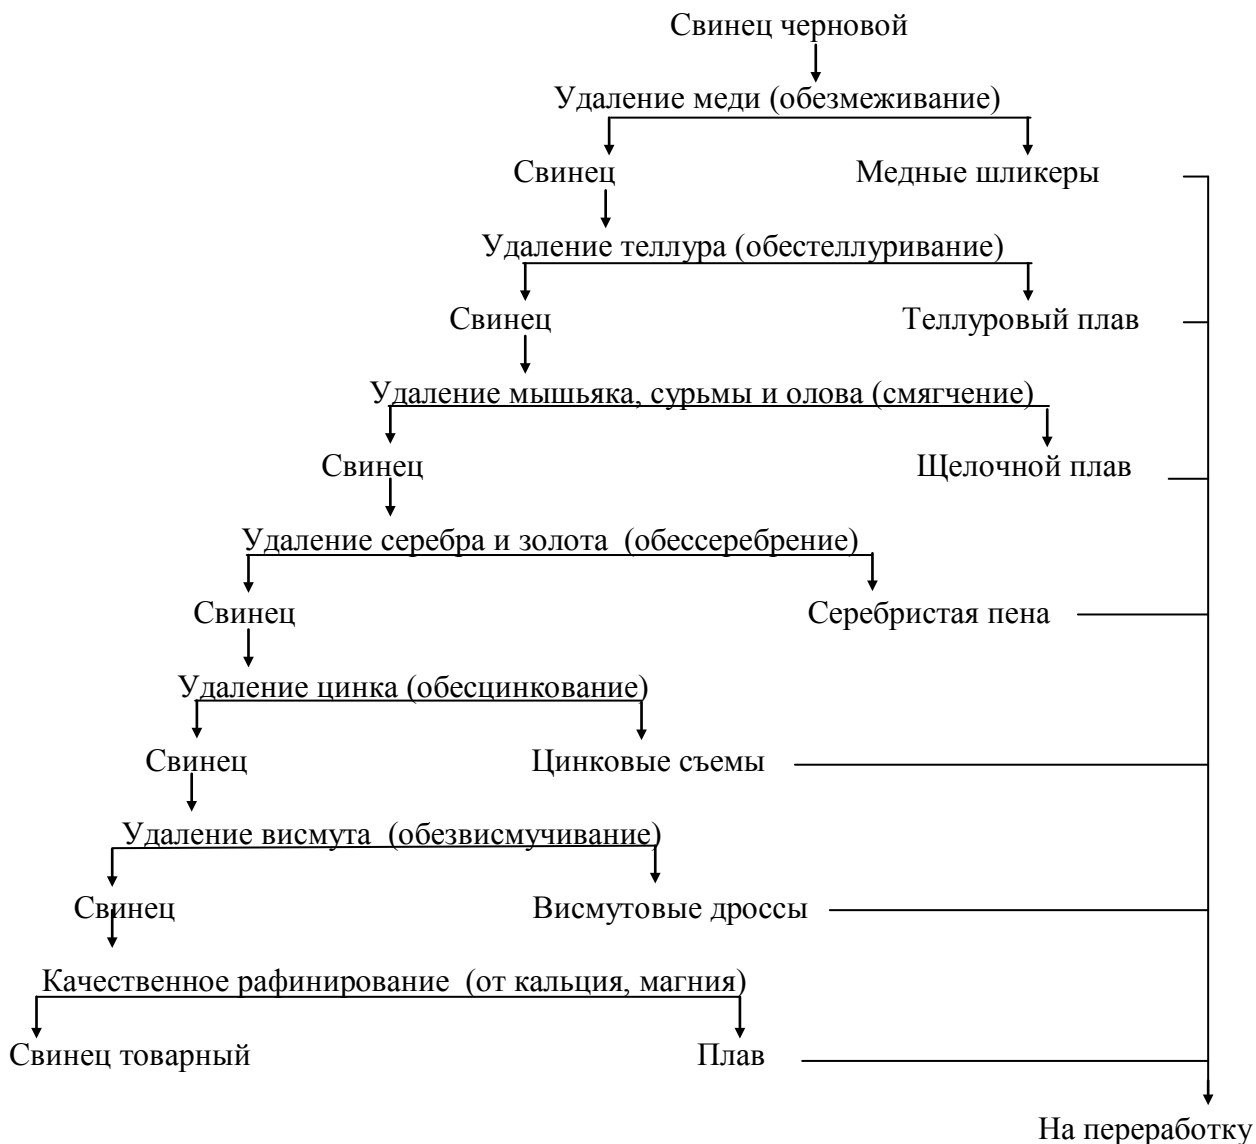 Свинец черновой
Удаление меди (обезмеживание)
Свинец
Медные шликеры
Удаление теллура (обестеллуривание)
Свинец
Теллуровый плав
Удаление мышьяка, сурьмы и олова (смягчение)
Свинец
Щелочной плав
Удаление серебра и золота (обессеребрение)
Свинец
Серебристая пена
Удаление цинка (обесцинкование)
Свинец
Цинковые съемы
Удаление висмута (обезвисмучивание)
Свинец
Висмутовые дроссы
Качественное рафинирование (от кальция, магния)
Свинец товарный
Плав
На переработку